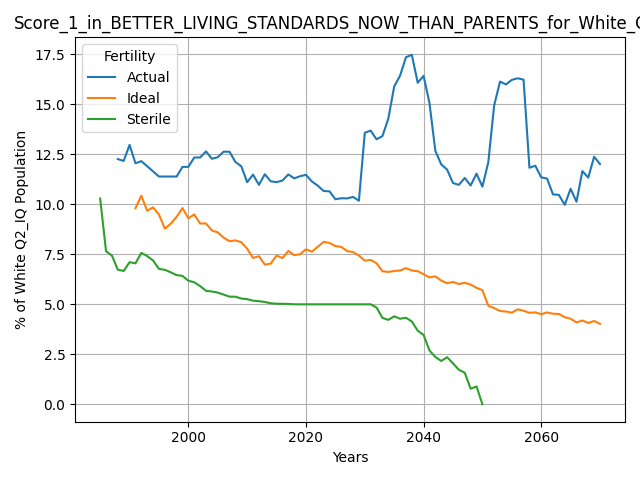 Score_1_in_BETTER_LIVING_STANDARDS_NOW_THAN_PARENTS_for_White_
17.5
15.0
12.5
10.0
7.5
5.0
2.5
0.0
% of White Q2_IQ Population
Fertility
Actual
Ideal
Sterile
2000
2020
2040
2060
Years